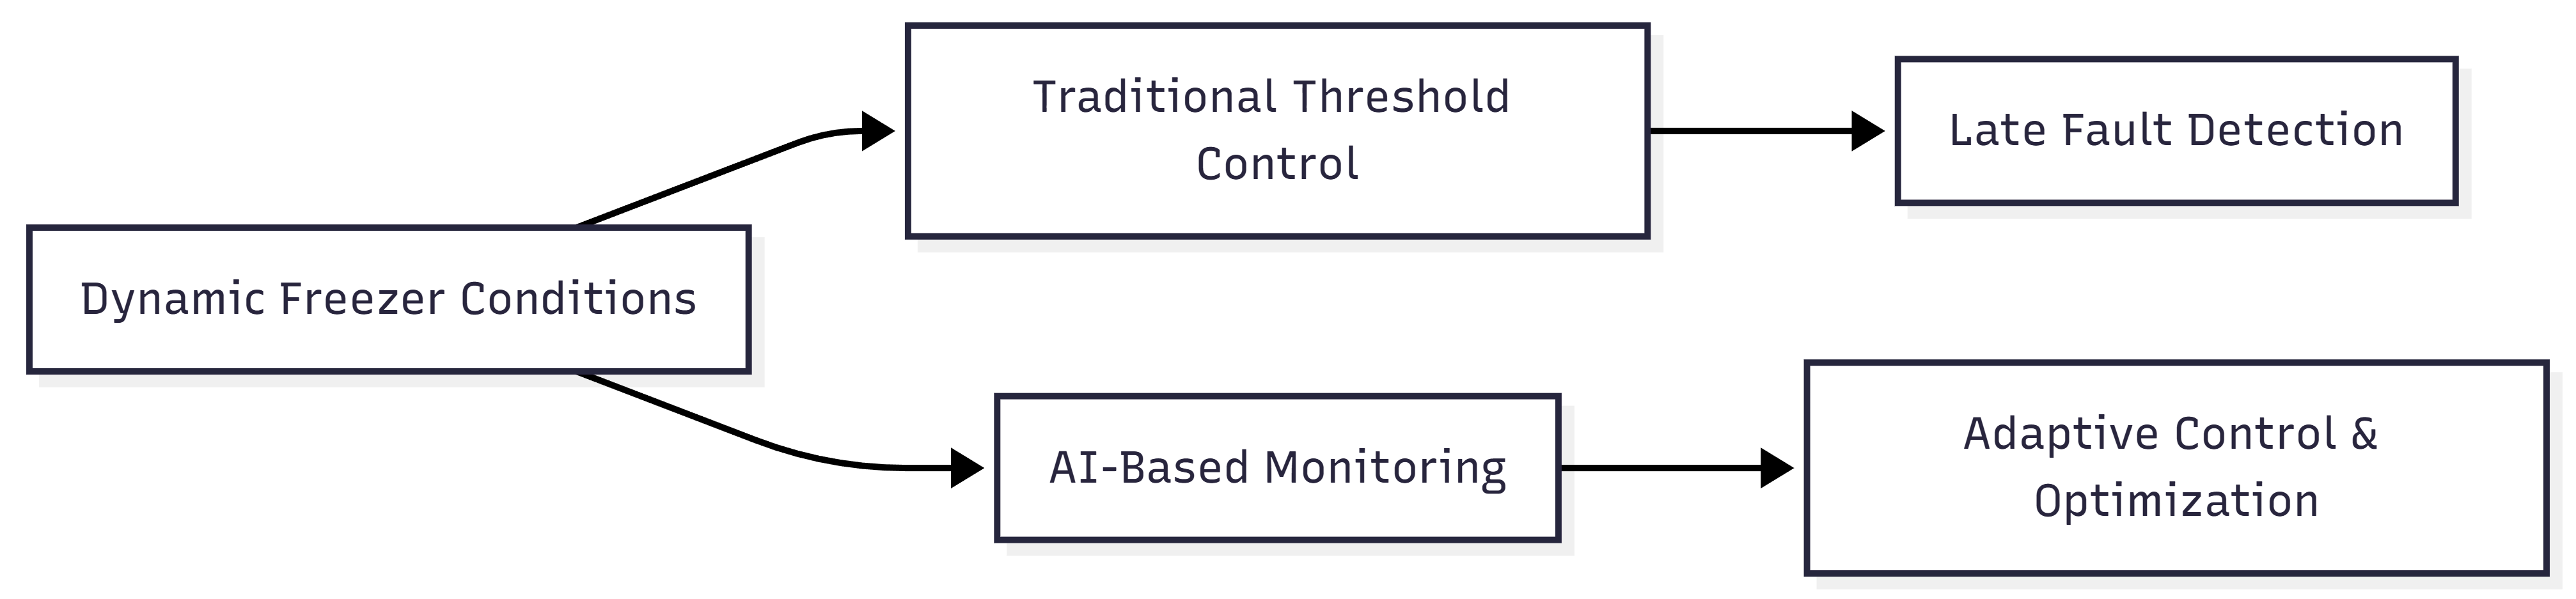 Traditional Threshold
Control
Late Fault Detection
Dynamic Freezer Conditions
AI-Based Monitoring
Adaptive Control &
Optimization